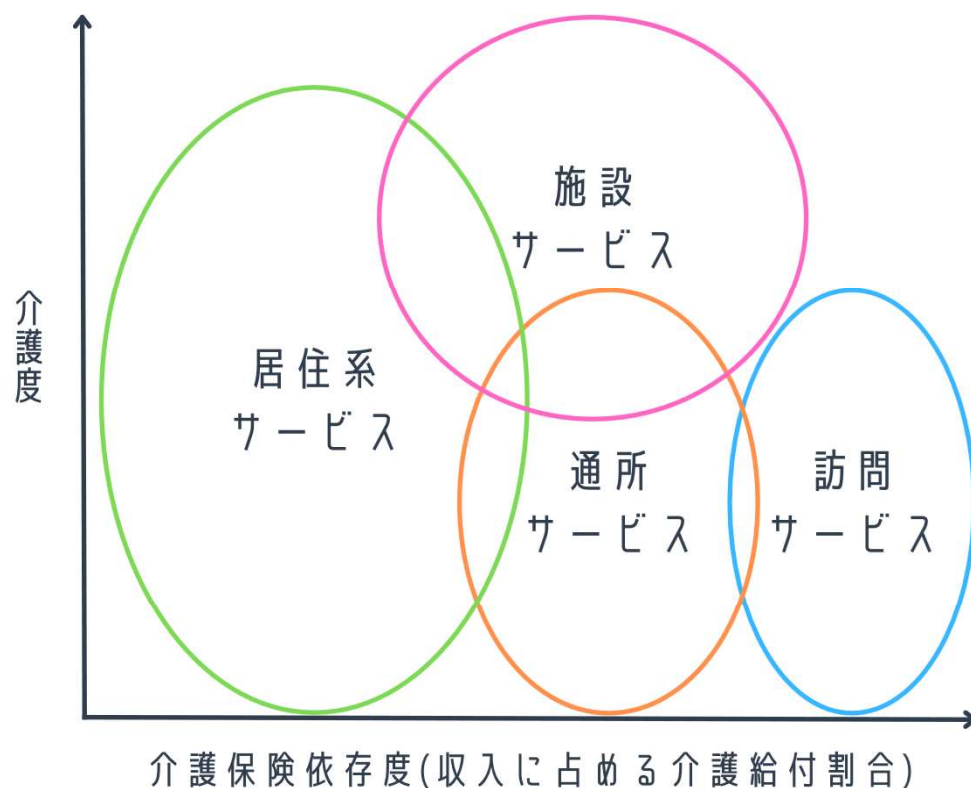 施設
サービス
介護度
居住系
サービス
通所
サービス
訪問
サービス
介護保険依存度(収入に占める介護給付割合)